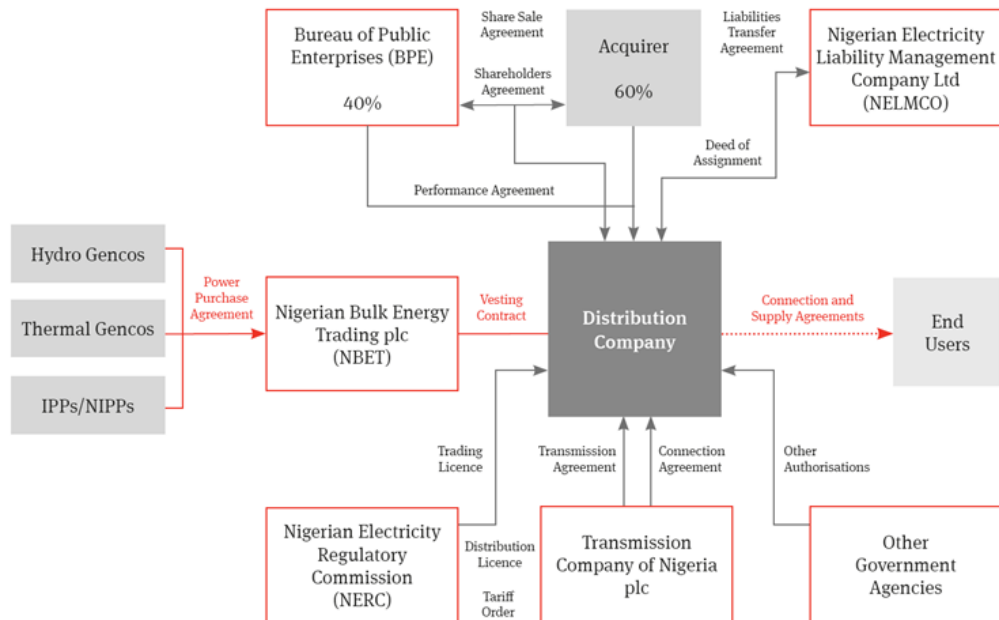 Bureau of Public
Enterprises (BPE)
40%
Share Sale
Agreement
Shareholders
Agreement
Acquirer
60%
Liabilities
Transfer
Agreement
Nigerian Electricity
Liability Management
Company Ltd
(NELMCO)
Deed of
Assignment
Performance Agreement
Hydro Gencos
Thermal Gencos
IPPs/NIPPs
Power
Purchase
Agreement
Nigerian Bulk Energy
Trading plc
(NBET)
Vesting
Contract
Distribution
Company
Connection and
Supply Agreements
End
Users
Trading
Licence
Transmission
Agreement
Connection
Agreement
Other
Authorisations
Nigerian Electricity
Regulatory
Commission
(NERC)
Distribution
Licence
Tariff
Order
Transmission
Company of Nigeria
plc
Other
Government
Agencies